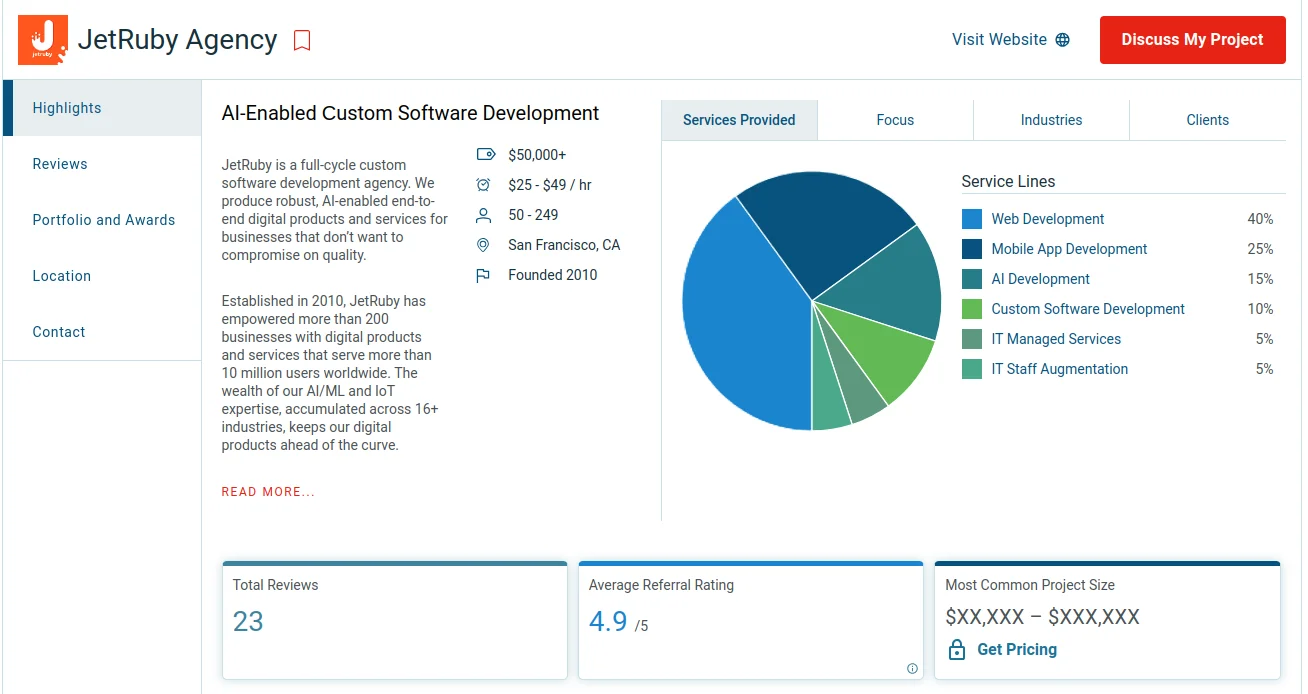 jetruby
JetRuby Agency
Visit Website
Discuss My Project
Highlights
Reviews
Portfolio and Awards
Location
Contact
AI-Enabled Custom Software Development
JetRuby is a full-cycle custom
software development agency. We
produce robust, AI-enabled end-to-
end digital products and services for
businesses that don’t want to
compromise on quality.
Established in 2010, JetRuby has
empowered more than 200
businesses with digital products
and services that serve more than
10 million users worldwide. The
wealth of our AI/ML and IoT
expertise, accumulated across 16+
industries, keeps our digital
products ahead of the curve.
READ MORE...
$50,000+
$25 - $49 / hr
50 - 249
San Francisco, CA
Founded 2010
Services Provided
Focus
Industries
Clients
Service Lines
Web Development 40%
Mobile App Development 25%
AI Development 15%
Custom Software Development 10%
IT Managed Services 5%
IT Staff Augmentation 5%
Total Reviews
23
Average Referral Rating
4.9 /5
Most Common Project Size
$XX,XXX – $XXX,XXX
Get Pricing